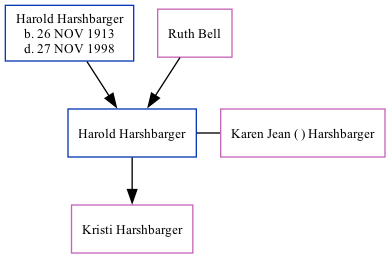 Harold Harshbarger
b. 26 NOV 1913
d. 27 NOV 1998
Ruth Bell
Harold Harshbarger
Karen Jean ( ) Harshbarger
Kristi Harshbarger